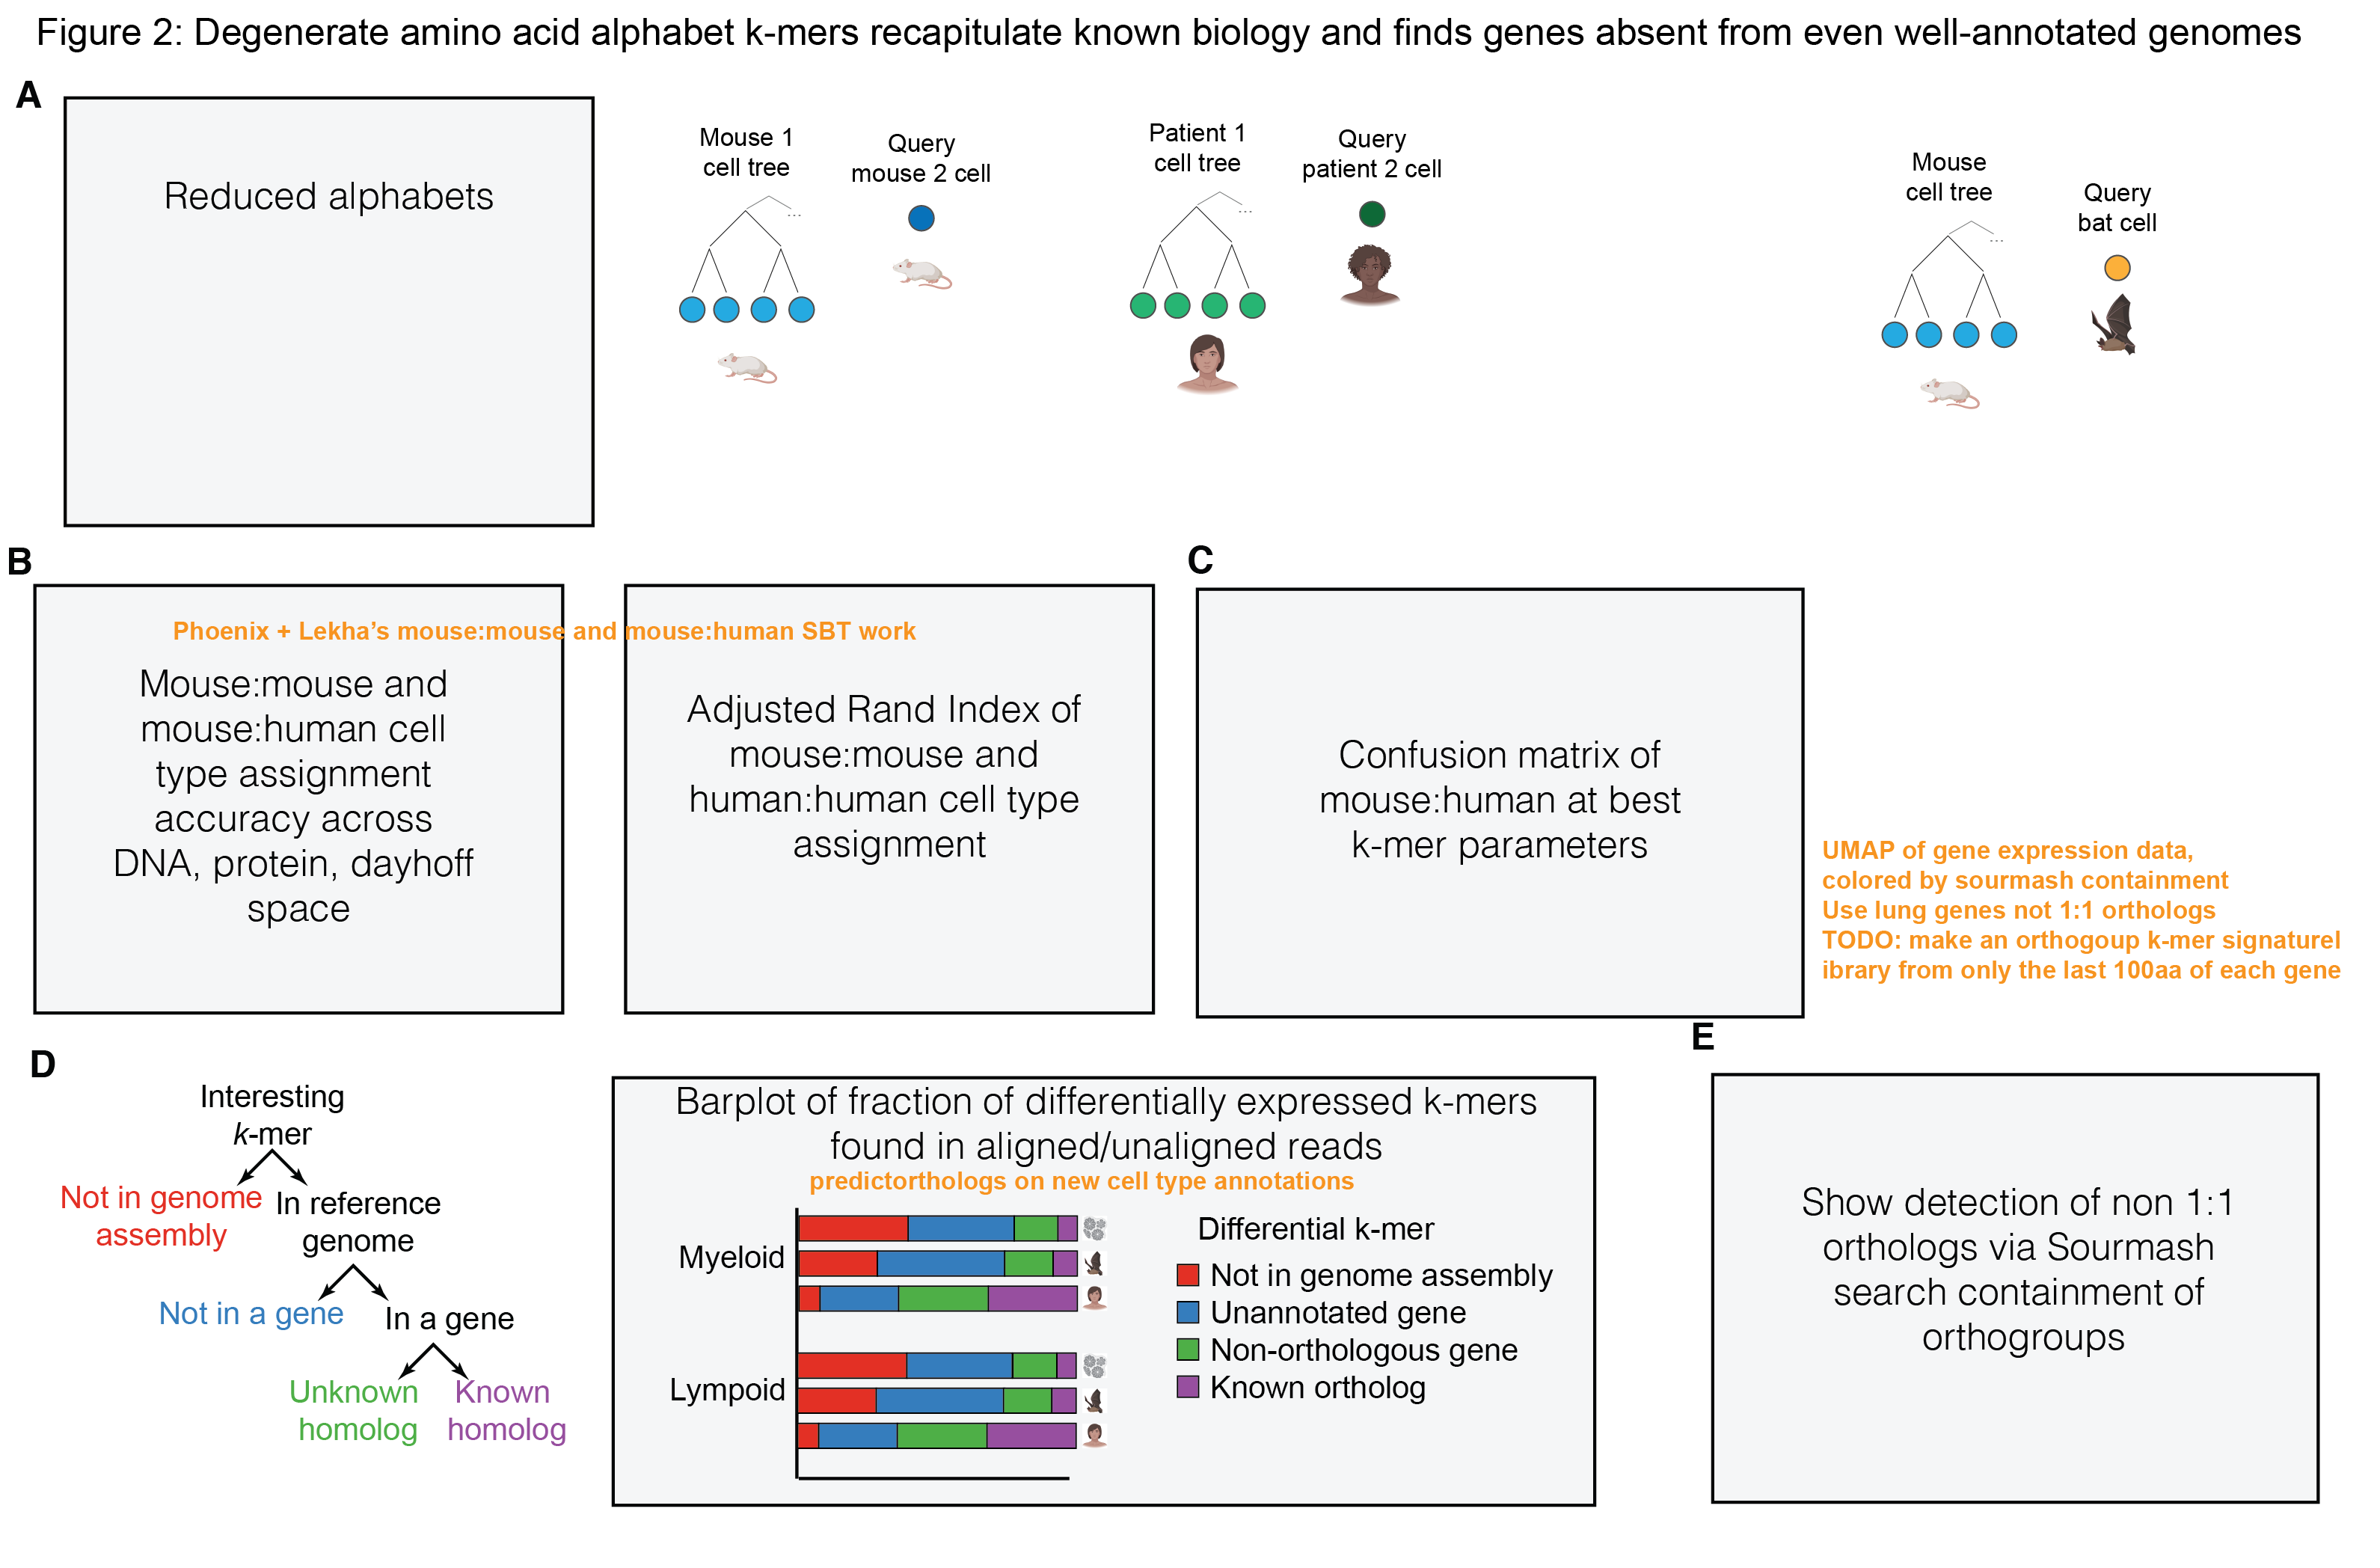 Figure 2: Degenerate amino acid alphabet k-mers recapitulate known biology and finds genes absent from even well-annotated genomes
A
Reduced alphabets
Mouse 1
cell tree
...
Query
mouse 2 cell
Patient 1
cell tree
...
Query
patient 2 cell
Mouse
cell tree
...
Query
bat cell
B
Phoenix + Lekha's mouse:mouse and mouse:human SBT work
Mouse:mouse and
mouse:human cell
type assignment
accuracy across
DNA, protein, dayhoff
space
Adjusted Rand Index of
mouse:mouse and
human:human cell type
assignment
C
Confusion matrix of
mouse:human at best
k-mer parameters
UMAP of gene expression data,
colored by sourmash containment
Use lung genes not 1:1 orthologs
TODO: make an orthogoup k-mer signaturel
ibrary from only the last 100aa of each gene
D
Interesting
k-mer
Not in genome
assembly
In reference
genome
Not in a gene
In a gene
Unknown
homolog
Known
homolog
Barplot of fraction of differentially expressed k-mers
found in aligned/unaligned reads
predictorthologs on new cell type annotations
Myeloid
Lympoid
Differential k-mer
Not in genome assembly
Unannotated gene
Non-orthologous gene
Known ortholog
E
Show detection of non 1:1
orthologs via Sourmash
search containment of
orthogroups